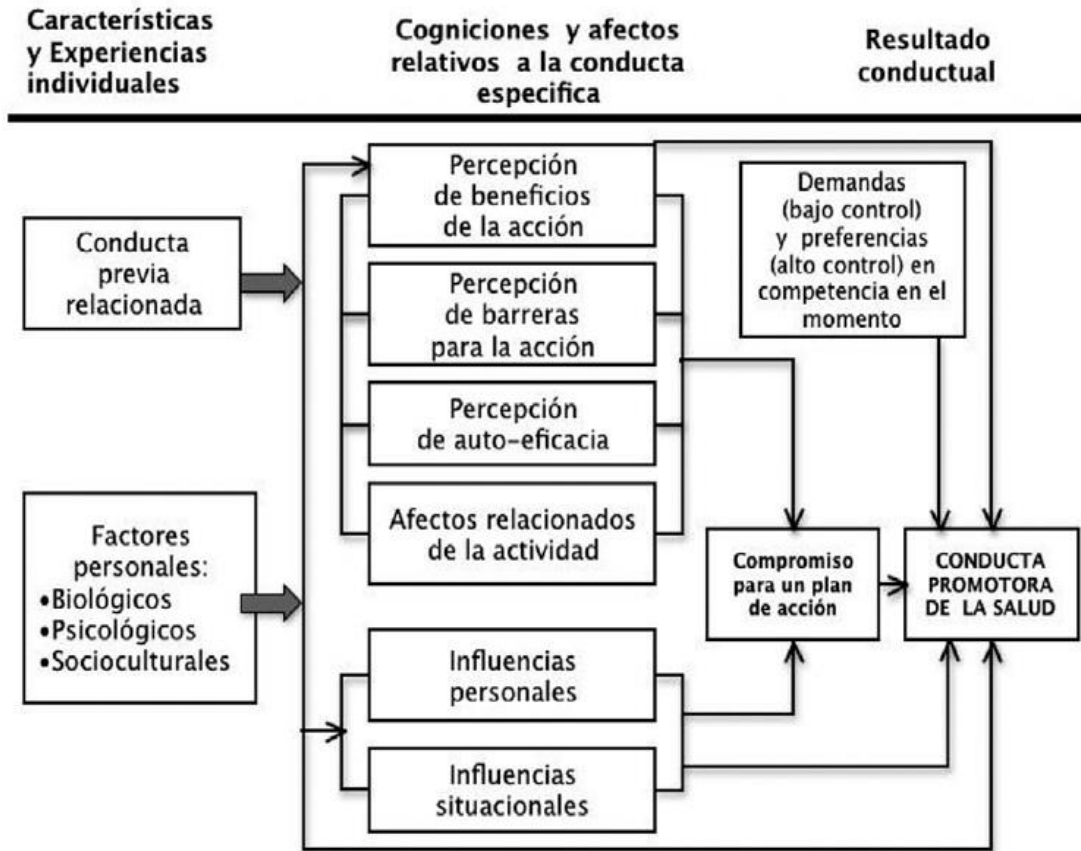 Características
y Experiencias
individuales
Cogniciones y afectos
relativos a la conducta
especifica
Resultado
conductual
Conducta
previa
relacionada
Factores
personales:
•Biológicos
•Psicológicos
•Socioculturales
Percepción
de beneficios
de la acción
Percepción
de barreras
para la acción
Percepción
de auto-eficacia
Afectos relacionados
de la actividad
Influencias
personales
Influencias
situacionales
Demandas
(bajo control)
y preferencias
(alto control) en
competencia en el
momento
Compromiso
para un plan
de acción
CONDUCTA
PROMOTORA
DE LA SALUD